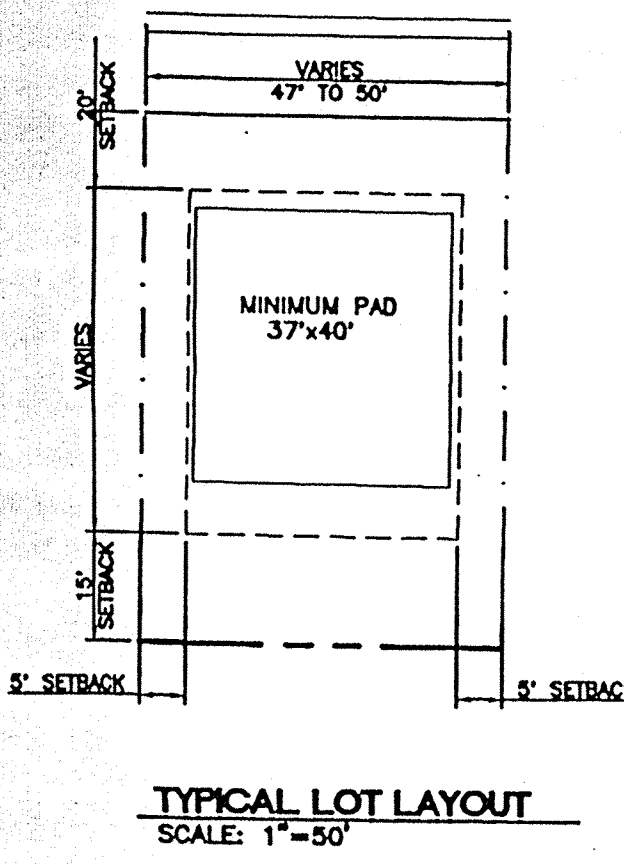 VARIES
47' TO 50'
20'
SETBACK
MINIMUM PAD
37'x40'
VARIES
15'
SETBACK
5' SETBACK
5' SETBAC
TYPICAL LOT LAYOUT
SCALE: 1"=50'